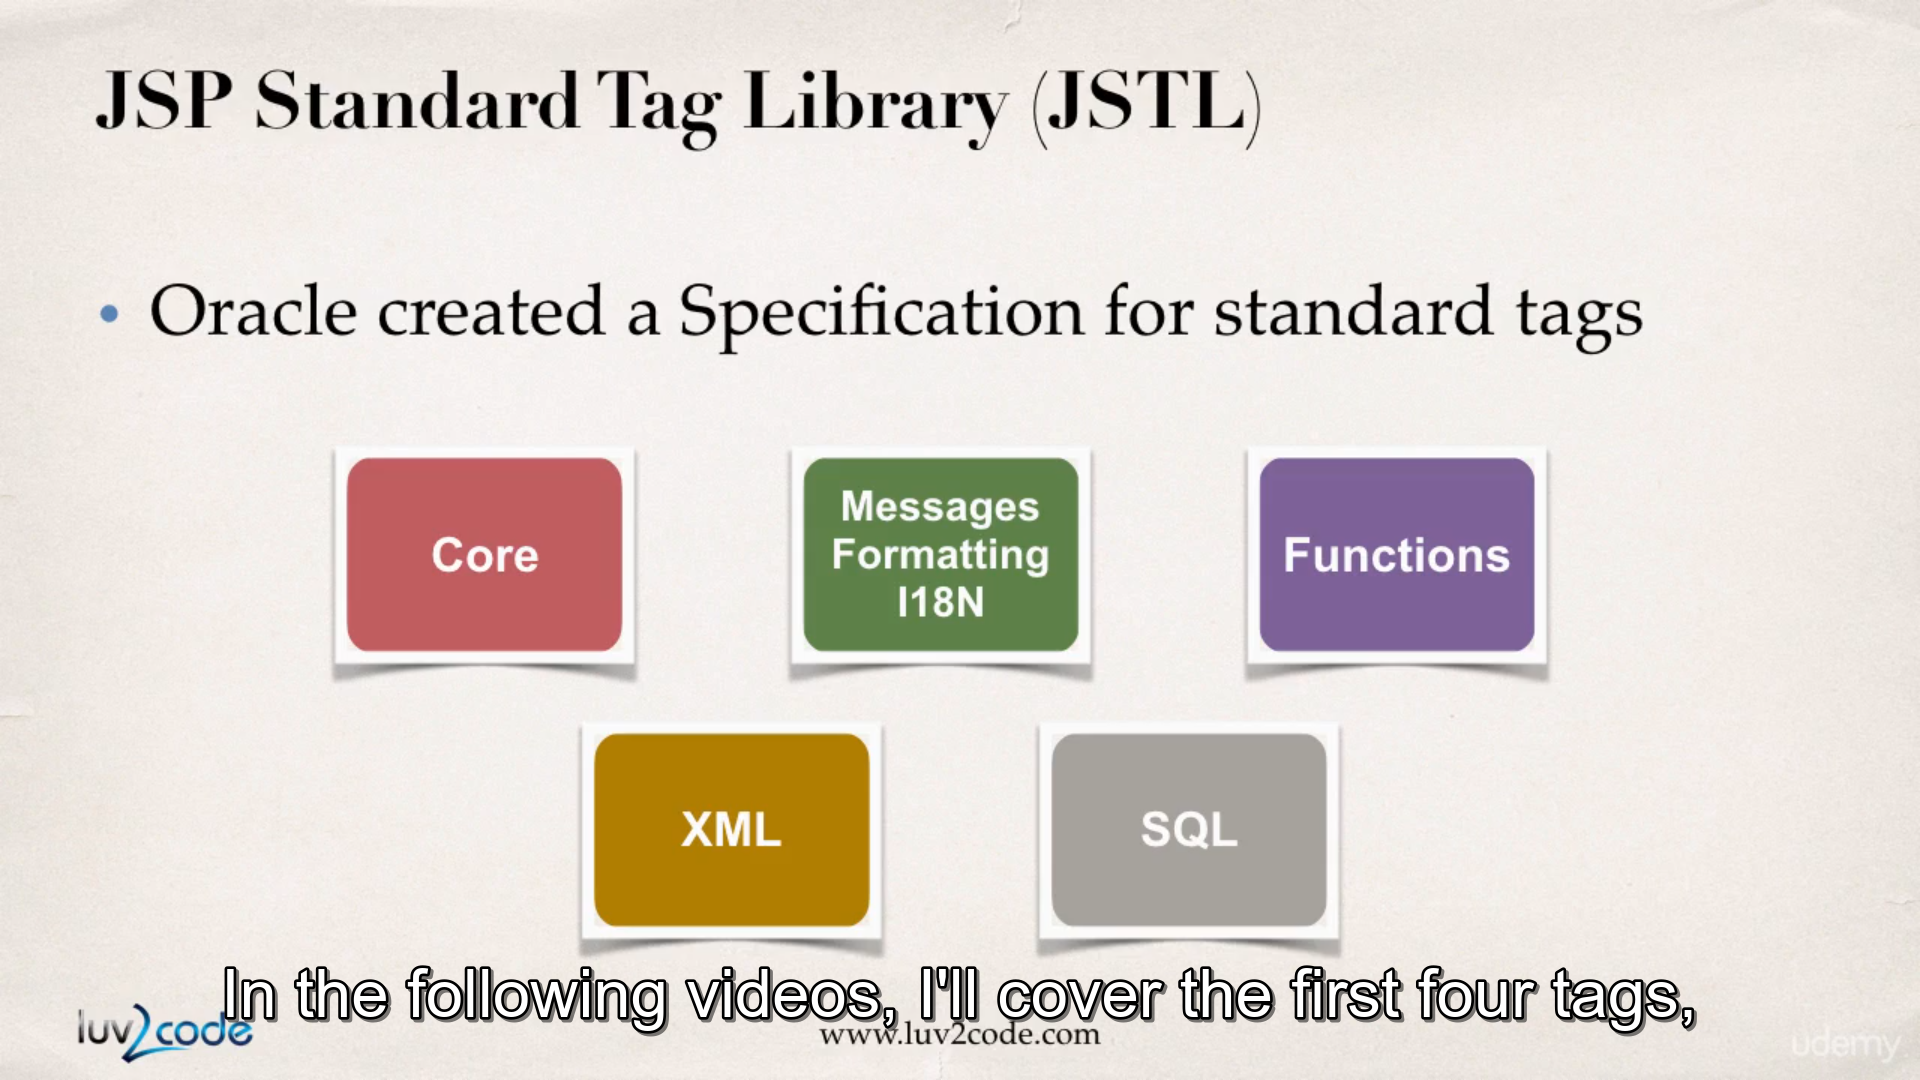 JSP Standard Tag Library (JSTL)
• Oracle created a Specification for standard tags
Core
Messages
Formatting
I18N
Functions
XML
SQL
In the following videos, I'll cover the first four tags,
luv2code
www.luv2code.com
udemy